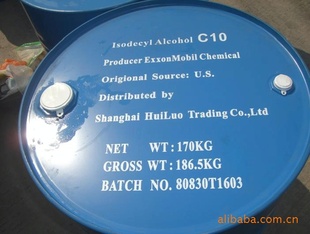 Isodecyl Alcohol C10
Producer ExxonMobil Chemical
Origional Source: U.S.
Distributed by
Shanghai HuiLuo Trading Co.,Ltd
NET WT: 170KG
GROSS WT: 186.5KG
BATCH NO. 80830T1603
alibaba.com.cn